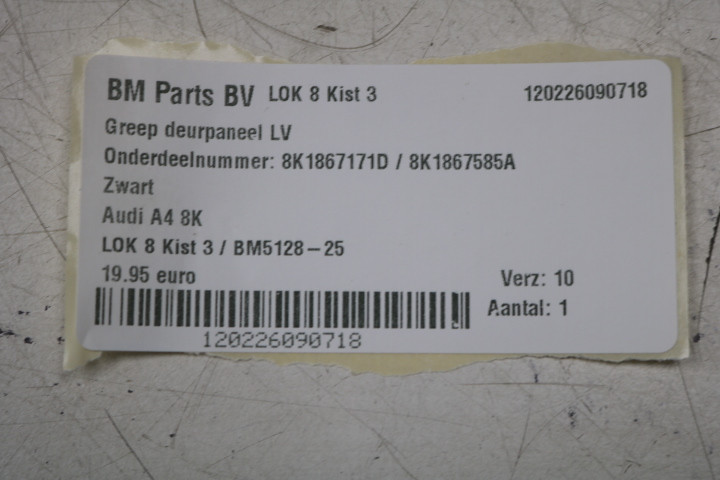 BM Parts BV LOK 8 Kist 3 120226090718
Greep deurpaneel LV
Onderdeelnummer: 8K1867171D / 8K1867585A
Zwart
Audi A4 8K
LOK 8 Kist 3 / BM5128-25
19.95 euro Verz: 10
Aantal: 1
120226090718